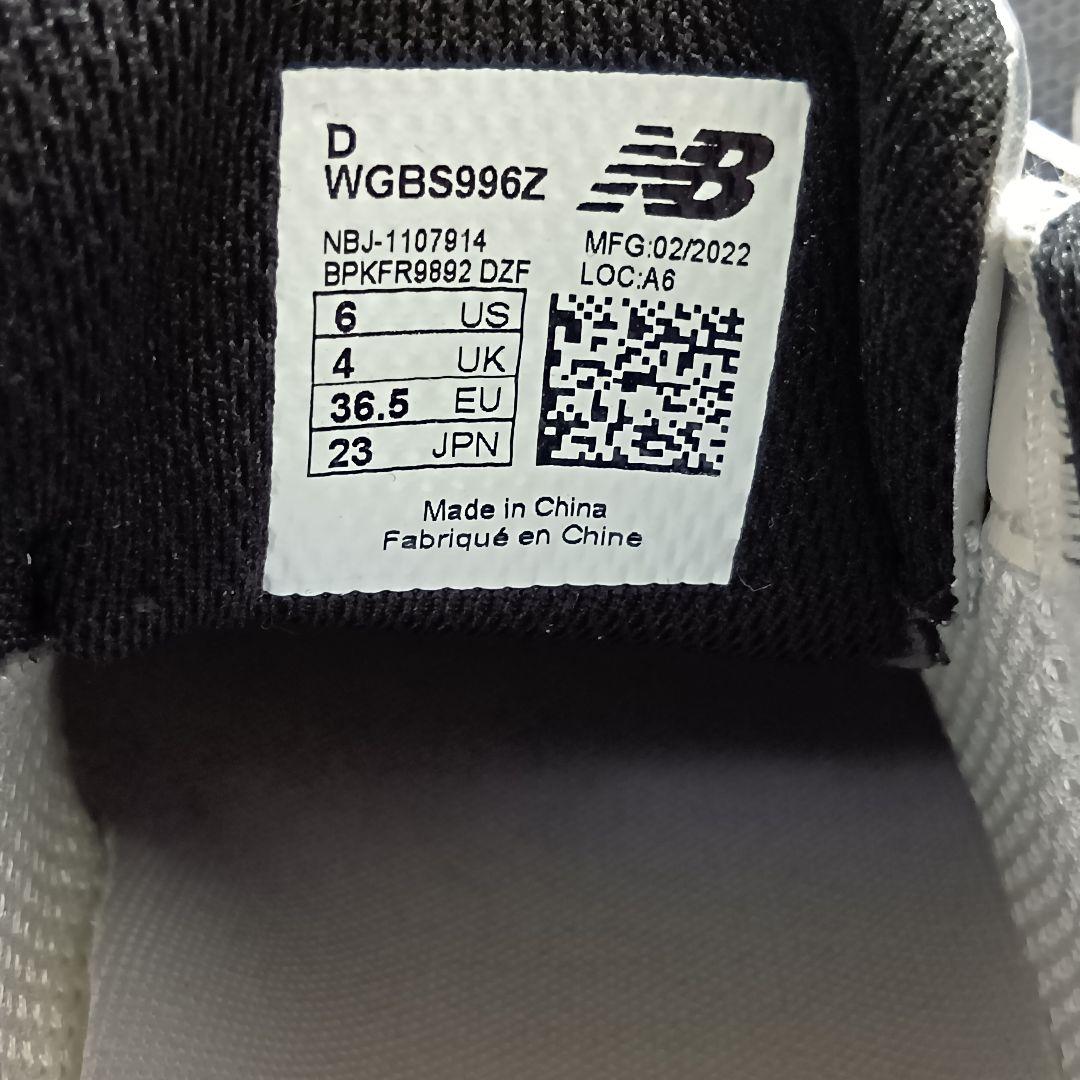 D
WGBS996Z
NB
NBJ-1107914
BPKFR9892 DZF
MFG:02/2022
LOC:A6
6 US
4 UK
36.5 EU
23 JPN
Made in China
Fabriqué en Chine